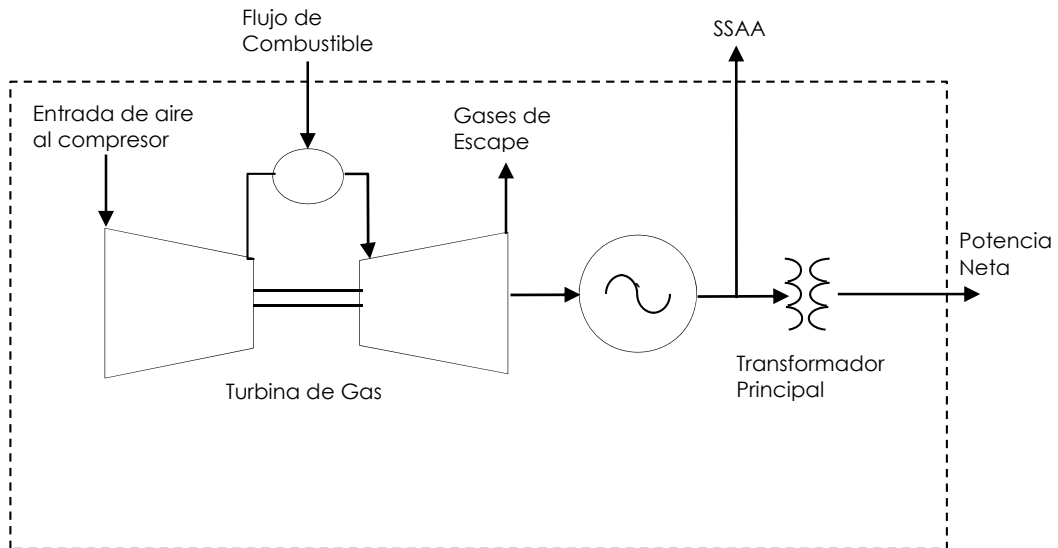 Flujo de
Combustible
SSAA
Entrada de aire
al compresor
Gases de
Escape
Potencia
Neta
Transformador
Principal
Turbina de Gas